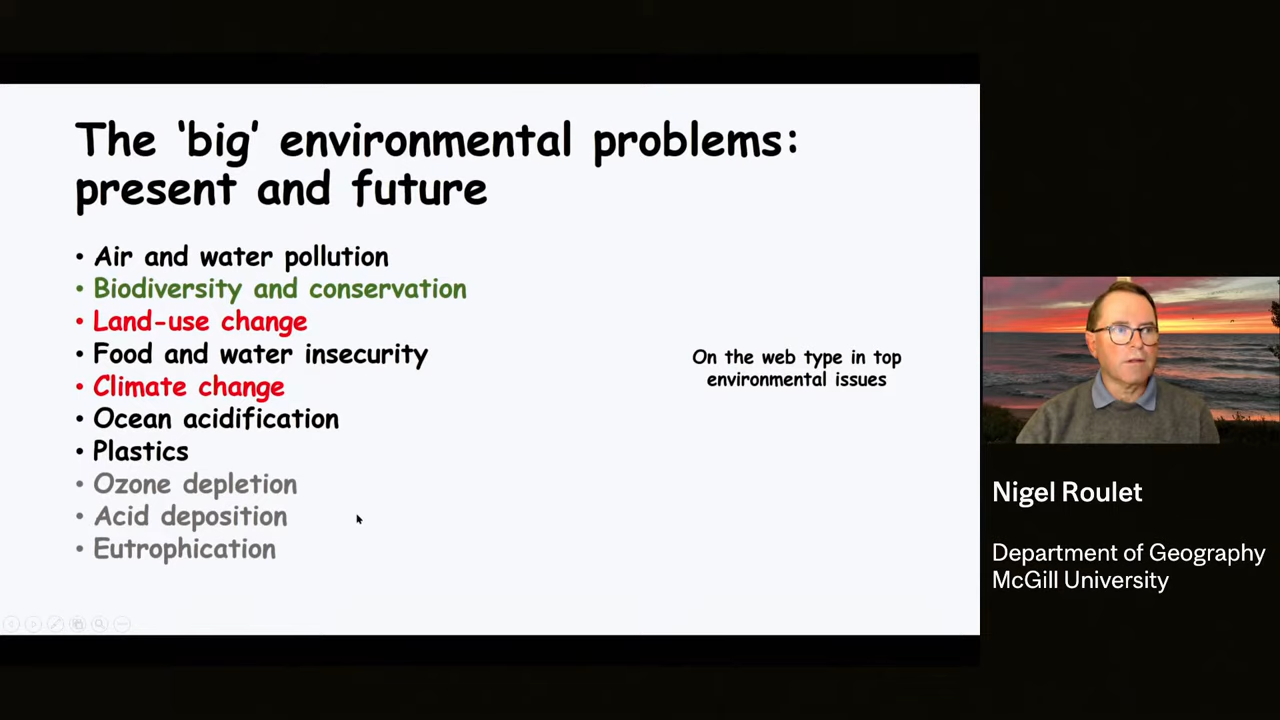 The ‘big’ environmental problems:
present and future
• Air and water pollution
• Biodiversity and conservation
• Land-use change
• Food and water insecurity
• Climate change
• Ocean acidification
• Plastics
• Ozone depletion
• Acid deposition
• Eutrophication
On the web type in top
environmental issues
Nigel Roulet
Department of Geography
McGill University